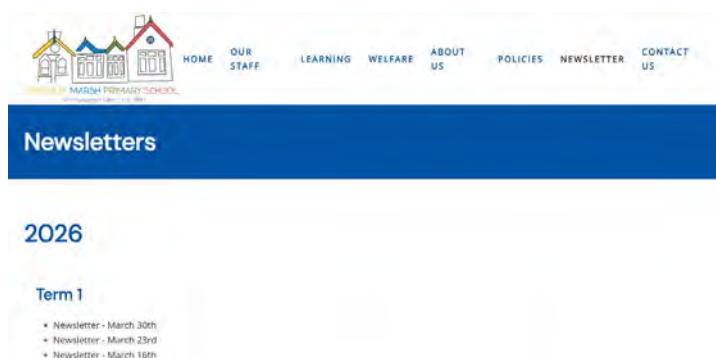 MARSH PRIMARY SCHOOL
HOME
OUR STAFF
LEARNING
WELFARE
ABOUT US
POLICIES
NEWSLETTER
CONTACT US
Newsletters
2026
Term 1
• Newsletter - March 30th
• Newsletter - March 23rd
• Newsletter - March 16th